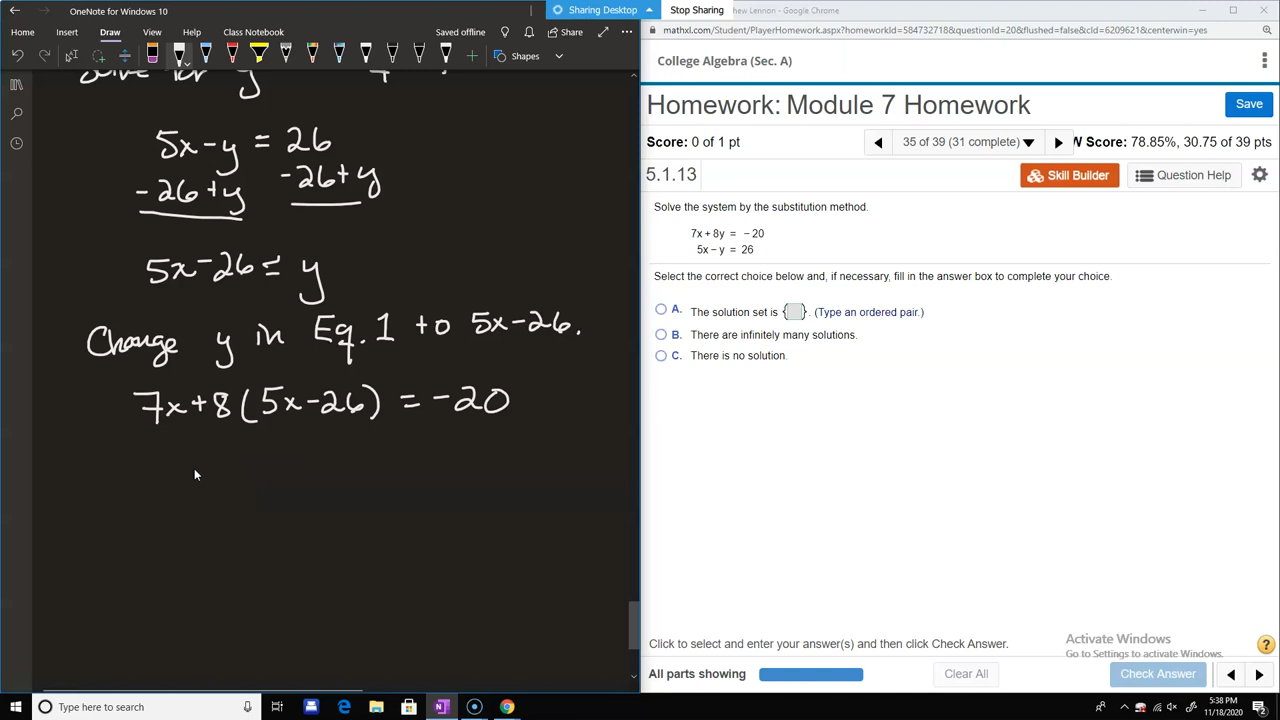 OneNote for Windows 10
Sharing Desktop
Stop Sharing
hew Lennon - Google Chrome
Home Insert Draw View Help Class Notebook Saved offline Share
Shapes
mathxl.com/Student/PlayerHomework.aspx?homeworkId=584732718&questionId=20&flushed=false&cId=6209621&centerwin=yes
College Algebra (Sec. A)
Homework: Module 7 Homework
Save
Score: 0 of 1 pt
35 of 39 (31 complete)
W Score: 78.85%, 30.75 of 39 pts
5.1.13
Skill Builder
Question Help
Solve the system by the substitution method.
7x + 8y = - 20
5x - y = 26
Select the correct choice below and, if necessary, fill in the answer box to complete your choice.
A. The solution set is { }. (Type an ordered pair.)
B. There are infinitely many solutions.
C. There is no solution.
Solve for y
5x-y = 26
-26+y -26+y
5x-26 = y
Change y in Eq. 1 to 5x-26.
7x+8(5x-26) = -20
Click to select and enter your answer(s) and then click Check Answer.
Activate Windows
Go to Settings to activate Windows.
All parts showing
Clear All
Check Answer
Type here to search
5:38 PM
11/18/2020